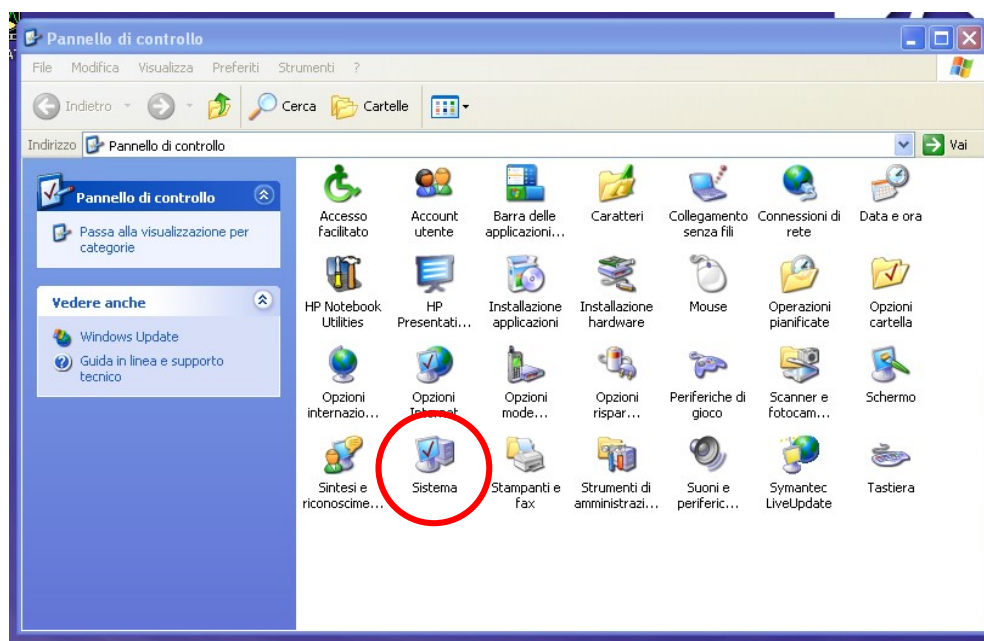 Pannello di controllo
File Modifica Visualizza Preferiti Strumenti ?
Indietro Cerca Cartelle
Indirizzo Pannello di controllo Vai
Pannello di controllo
Passa alla visualizzazione per
categorie
Vedere anche
Windows Update
Guida in linea e supporto
tecnico
Accesso
facilitato
Account
utente
Barra delle
applicazioni...
Caratteri
Collegamento
senza fili
Connessioni di
rete
Data e ora
HP Notebook
Utilities
HP
Presentati...
Installazione
applicazioni
Installazione
hardware
Mouse
Operazioni
pianificate
Opzioni
cartella
Opzioni
internazio...
Opzioni
Internet
Opzioni
mode...
Opzioni
rispar...
Periferiche di
gioco
Scanner e
fotocam...
Schermo
Sintesi e
riconoscime...
Sistema
Stampanti e
fax
Strumenti di
amministrazi...
Suoni e
periferic...
Symantec
LiveUpdate
Tastiera